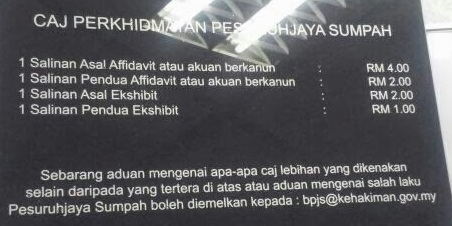 CAJ PERKHIDMATAN PESURUHJAYA SUMPAH
1 Salinan Asal Affidavit atau akuan berkanun : RM 4.00
1 Salinan Pendua Affidavit atau akuan berkanun : RM 2.00
1 Salinan Asal Ekshibit : RM 2.00
1 Salinan Pendua Ekshibit : RM 1.00
Sebarang aduan mengenai apa-apa caj lebihan yang dikenakan
selain daripada yang tertera di atas atau aduan mengenai salah laku
Pesuruhjaya Sumpah boleh diemelkan kepada : bpjs@kehakiman.gov.my